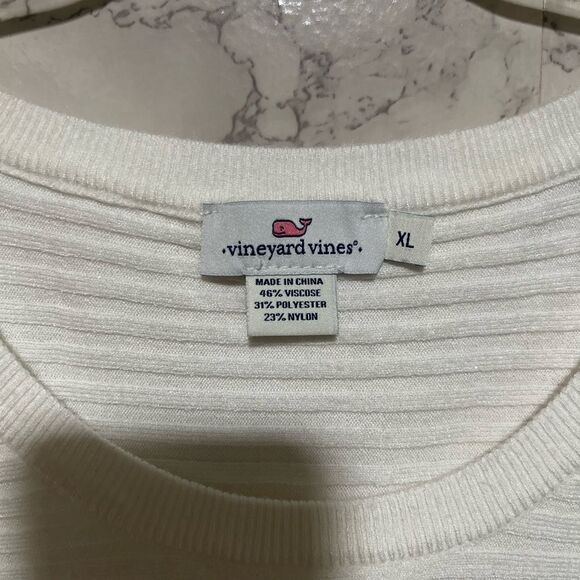 •vineyard vines®•
XL
MADE IN CHINA
46% VISCOSE
31% POLYESTER
23% NYLON